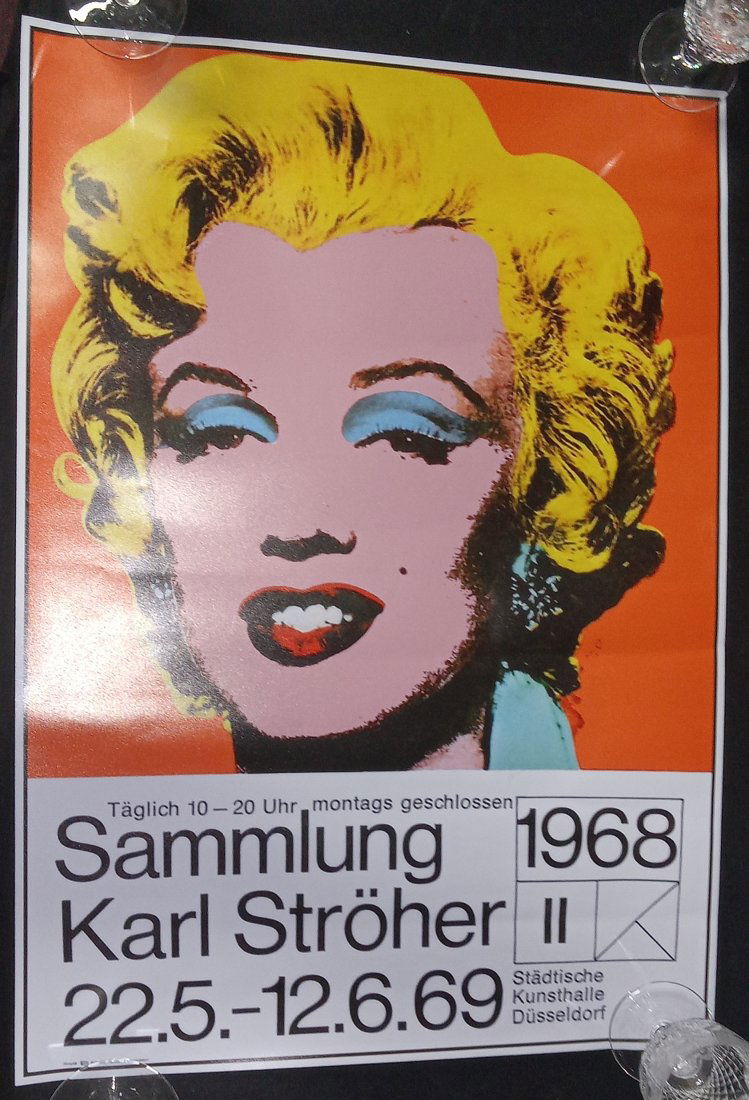 Täglich 10 – 20 Uhr montags geschlossen
Sammlung
Karl Ströher
22.5.-12.6.69
1968
II
Städtische
Kunsthalle
Düsseldorf